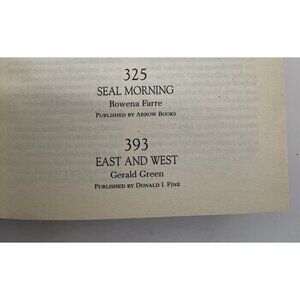 325
SEAL MORNING
Rowena Farre
PUBLISHED BY ARROW BOOKS
393
EAST AND WEST
Gerald Green
PUBLISHED BY DONALD I. FINE